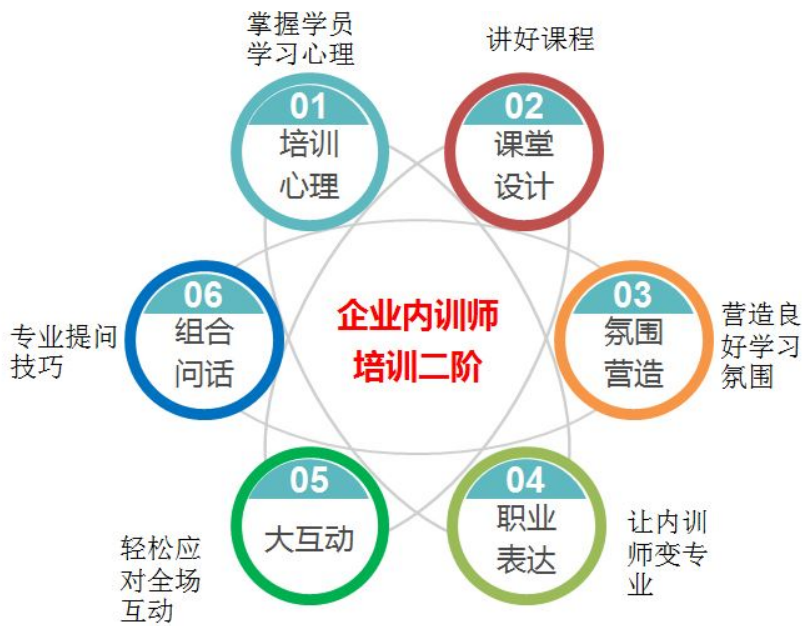 掌握学员
学习心理
01
培训
心理
讲好课程
02
课堂
设计
03
氛围
营造
营造良
好学习
氛围
04
职业
表达
让内训
师变专
业
05
大互动
轻松应
对全场
互动
06
组合
问话
专业提问
技巧
企业内训师
培训二阶